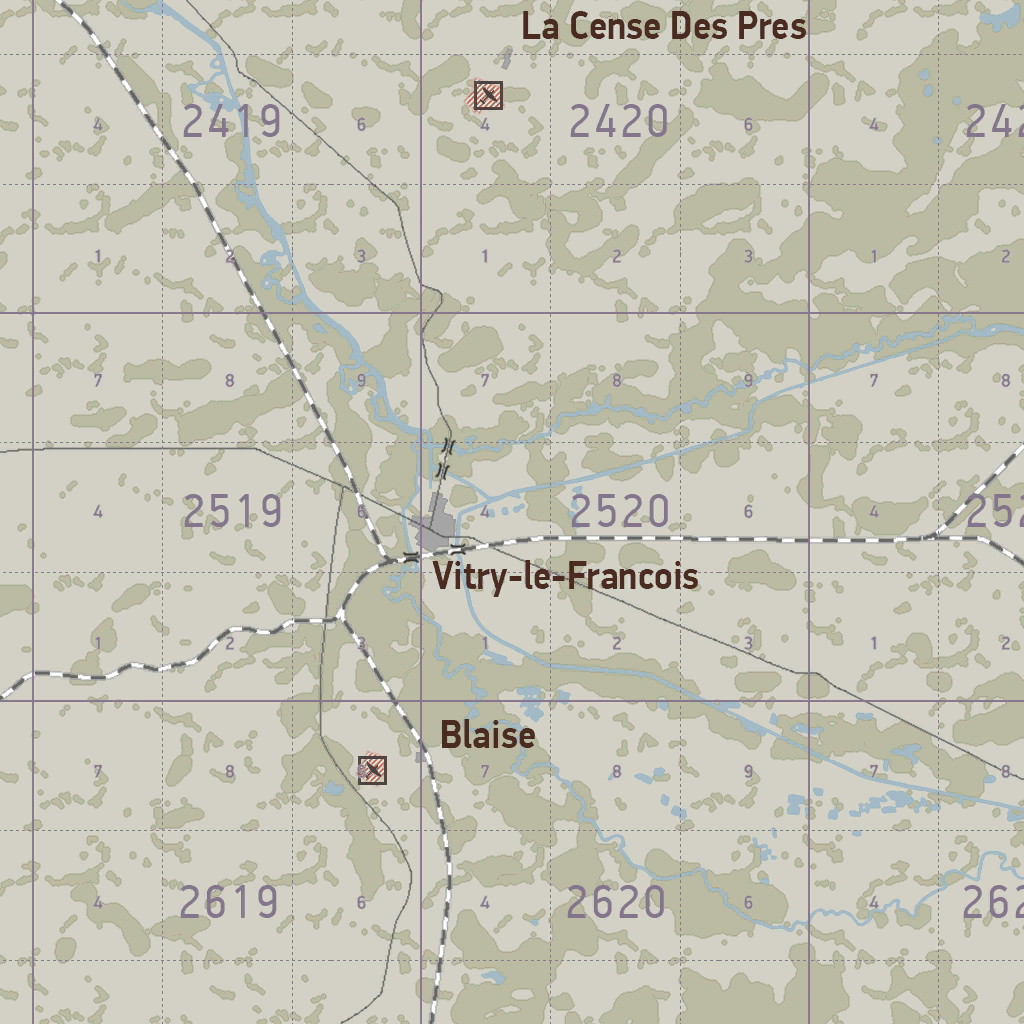 La Cense Des Pres
2419 2420 242
4 6 4 6 4
1 2 3 1 2 3 1 2
7 8 9 7 8 9 7 8
2519 2520 252
4 6 4 6 4
Vitry-le-Francois
1 2 3 1 2 3 1 2
Blaise
7 8 7 8 9 7 8
2619 2620 262
4 6 4 6 4